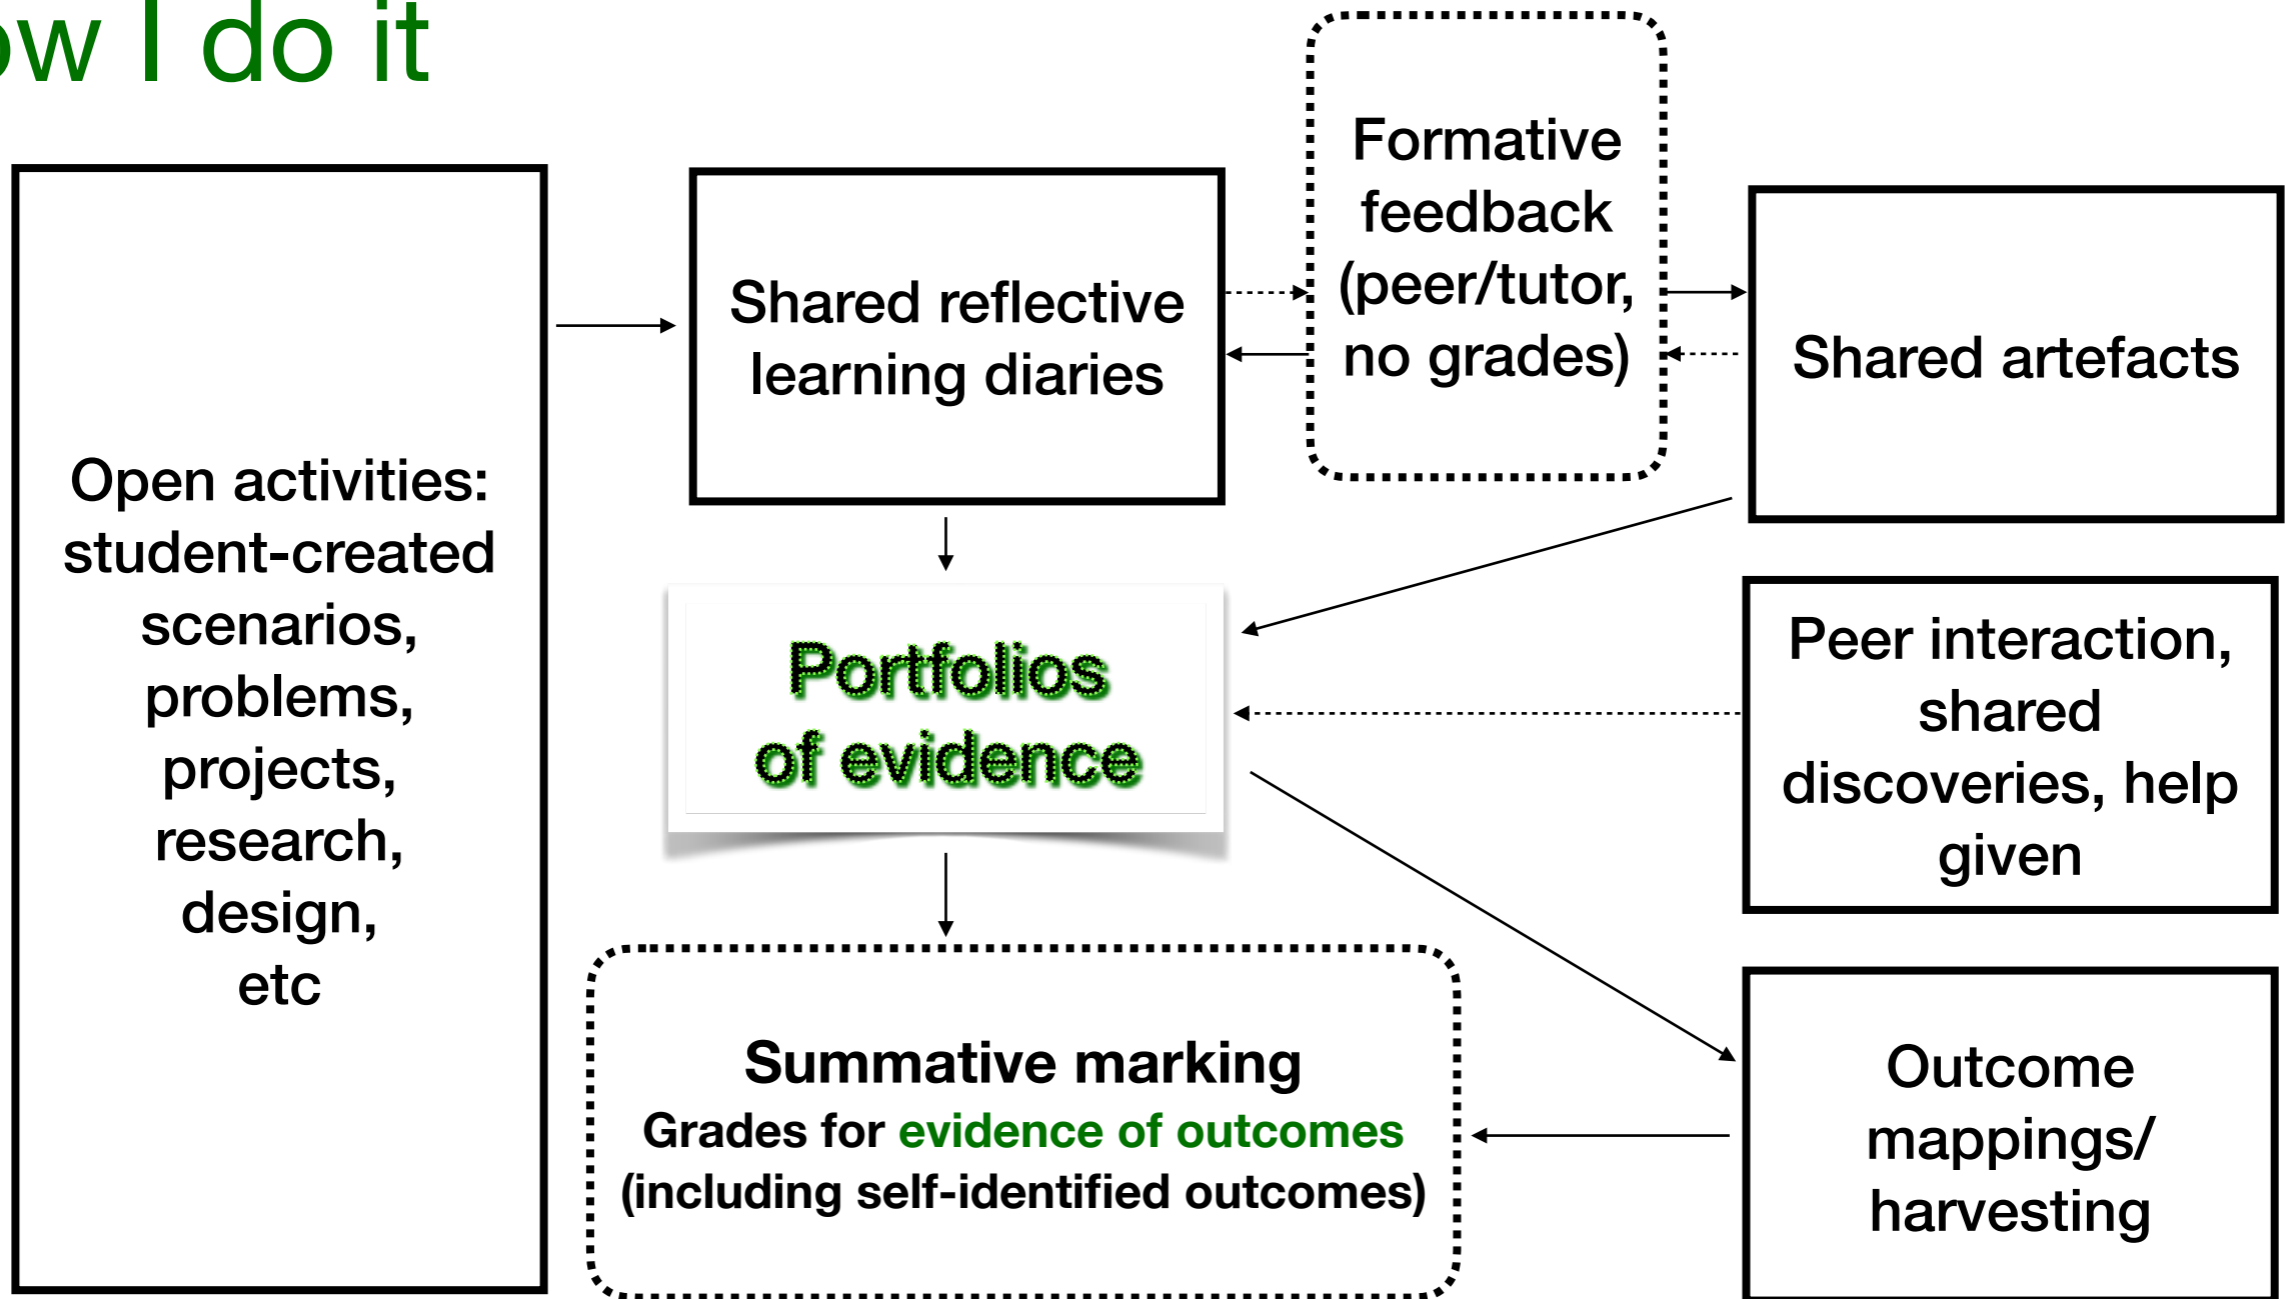 ow I do it
Open activities:
student-created
scenarios,
problems,
projects,
research,
design,
etc
Shared reflective
learning diaries
Formative
feedback
(peer/tutor,
no grades)
Shared artefacts
Portfolios
of evidence
Peer interaction,
shared
discoveries, help
given
Summative marking
Grades for evidence of outcomes
(including self-identified outcomes)
Outcome
mappings/
harvesting